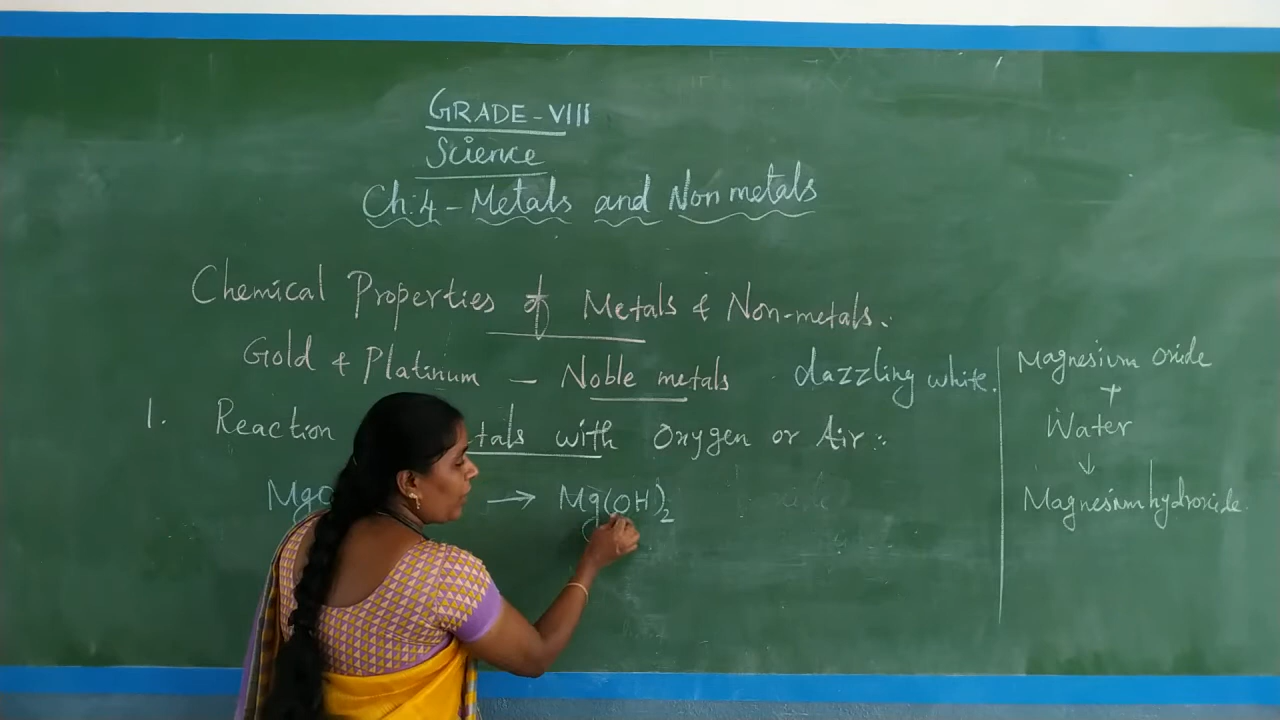 GRADE - VIII
Science
Ch:4 - Metals and Non metals
Chemical Properties of Metals & Non-metals.
Gold & Platinum — Noble metals dazzling white.
1. Reaction tals with Oxygen or Air :
MgO → Mg(OH)2
Magnesium oxide
+
Water
↓
Magnesium hydroxide.